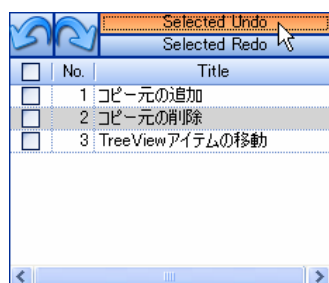 Selected Undo
Selected Redo
No. Title
1 コピー元の追加
2 コピー元の削除
3 TreeViewアイテムの移動